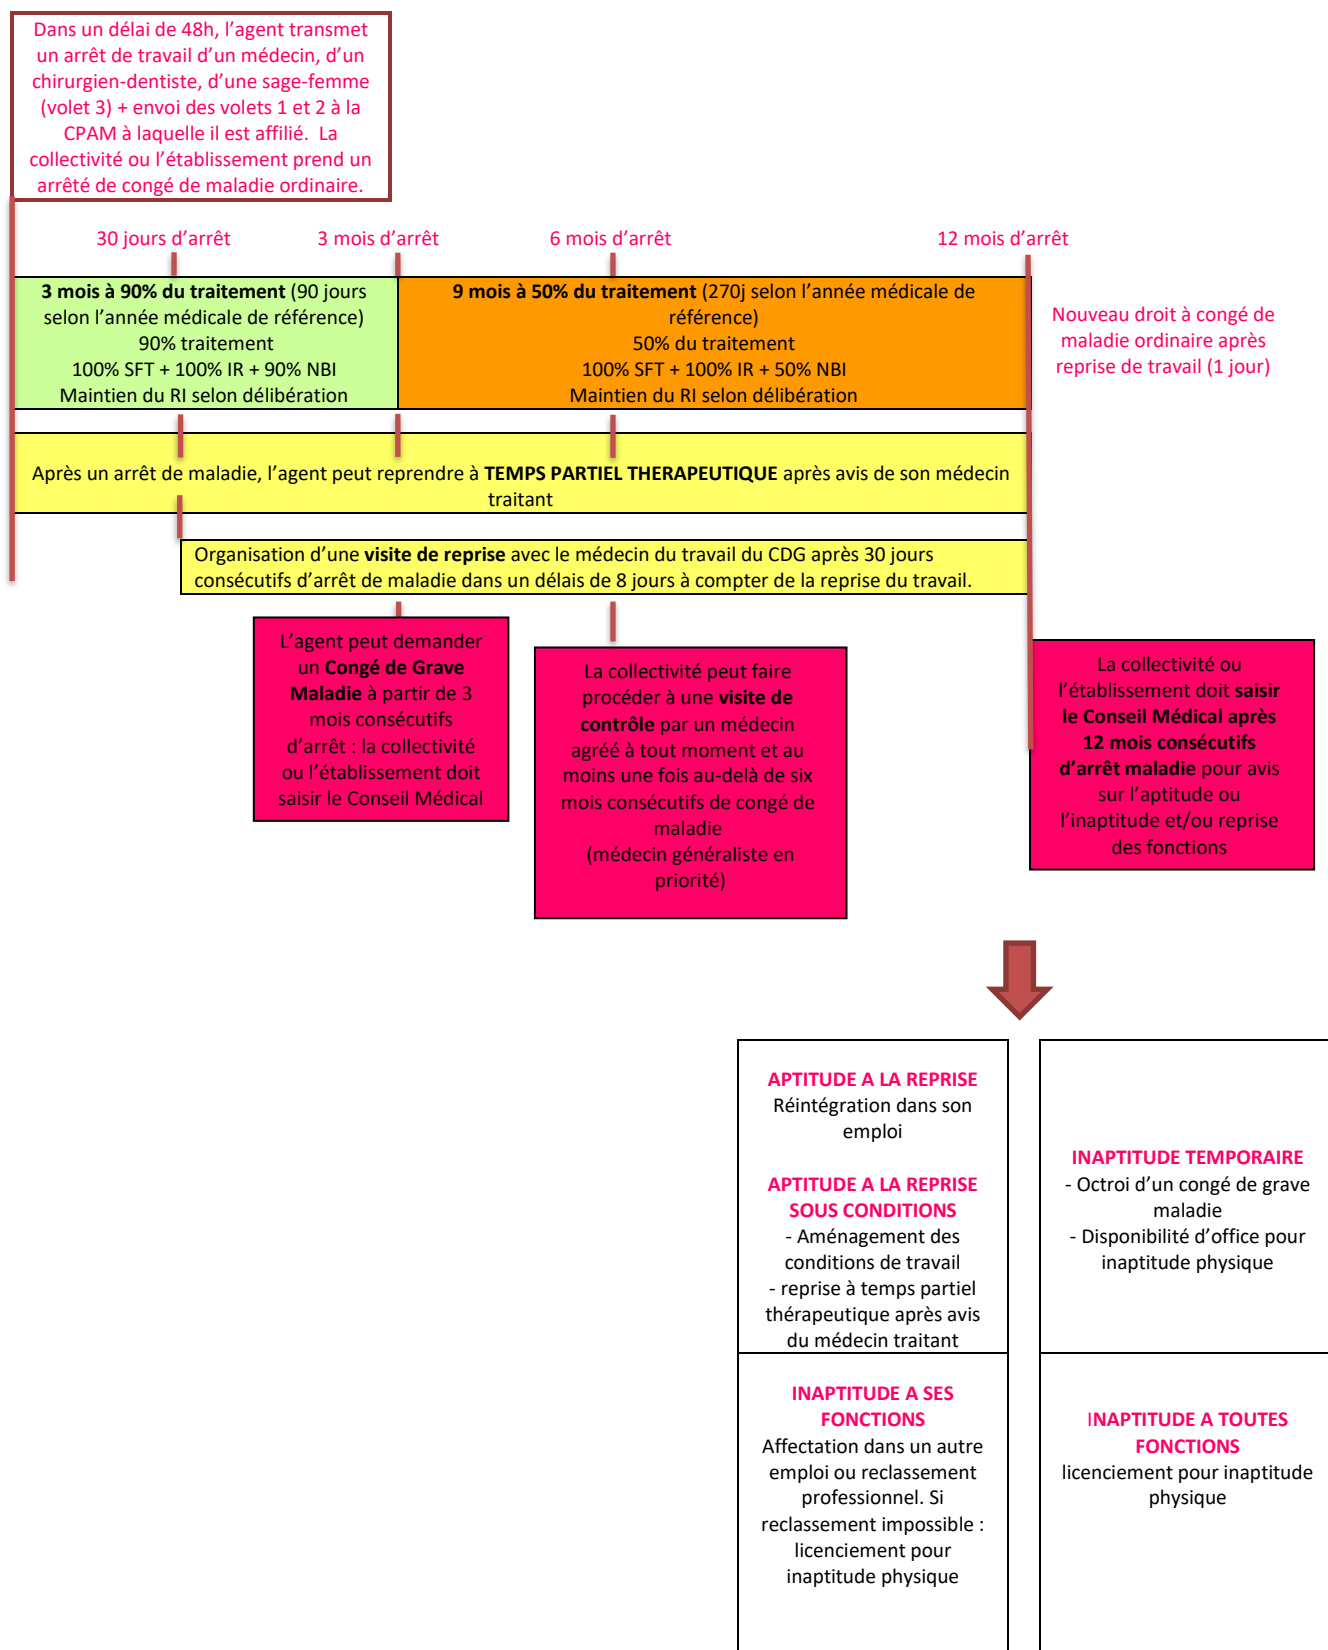 Dans un délai de 48h, l’agent transmet
un arrêt de travail d’un médecin, d’un
chirurgien-dentiste, d’une sage-femme
(volet 3) + envoi des volets 1 et 2 à la
CPAM à laquelle il est affilié.  La
collectivité ou l’établissement prend un
arrêté de congé de maladie ordinaire.
30 jours d’arrêt
3 mois d’arrêt
6 mois d’arrêt
12 mois d’arrêt
3 mois à 90% du traitement (90 jours
selon l’année médicale de référence)
90% traitement
100% SFT + 100% IR + 90% NBI
Maintien du RI selon délibération
9 mois à 50% du traitement (270j selon l’année médicale de
référence)
50% du traitement
100% SFT + 100% IR + 50% NBI
Maintien du RI selon délibération
Nouveau droit à congé de
maladie ordinaire après
reprise de travail (1 jour)
Après un arrêt de maladie, l’agent peut reprendre à TEMPS PARTIEL THERAPEUTIQUE après avis de son médecin
traitant
Organisation d’une visite de reprise avec le médecin du travail du CDG après 30 jours
consécutifs d’arrêt de maladie dans un délais de 8 jours à compter de la reprise du travail.
L’agent peut demander
un Congé de Grave
Maladie à partir de 3
mois consécutifs
d’arrêt : la collectivité
ou l’établissement doit
saisir le Conseil Médical
La collectivité peut faire
procéder à une visite de
contrôle par un médecin
agréé à tout moment et au
moins une fois au-delà de six
mois consécutifs de congé de
maladie
(médecin généraliste en
priorité)
La collectivité ou
l’établissement doit saisir
le Conseil Médical après
12 mois consécutifs
d’arrêt maladie pour avis
sur l’aptitude ou
l’inaptitude et/ou reprise
des fonctions
APTITUDE A LA REPRISE
Réintégration dans son
emploi
APTITUDE A LA REPRISE
SOUS CONDITIONS
- Aménagement des
conditions de travail
- reprise à temps partiel
thérapeutique après avis
du médecin traitant
INAPTITUDE TEMPORAIRE
- Octroi d’un congé de grave
maladie
- Disponibilité d’office pour
inaptitude physique
INAPTITUDE A SES
FONCTIONS
Affectation dans un autre
emploi ou reclassement
professionnel. Si
reclassement impossible :
licenciement pour
inaptitude physique
INAPTITUDE A TOUTES
FONCTIONS
licenciement pour inaptitude
physique